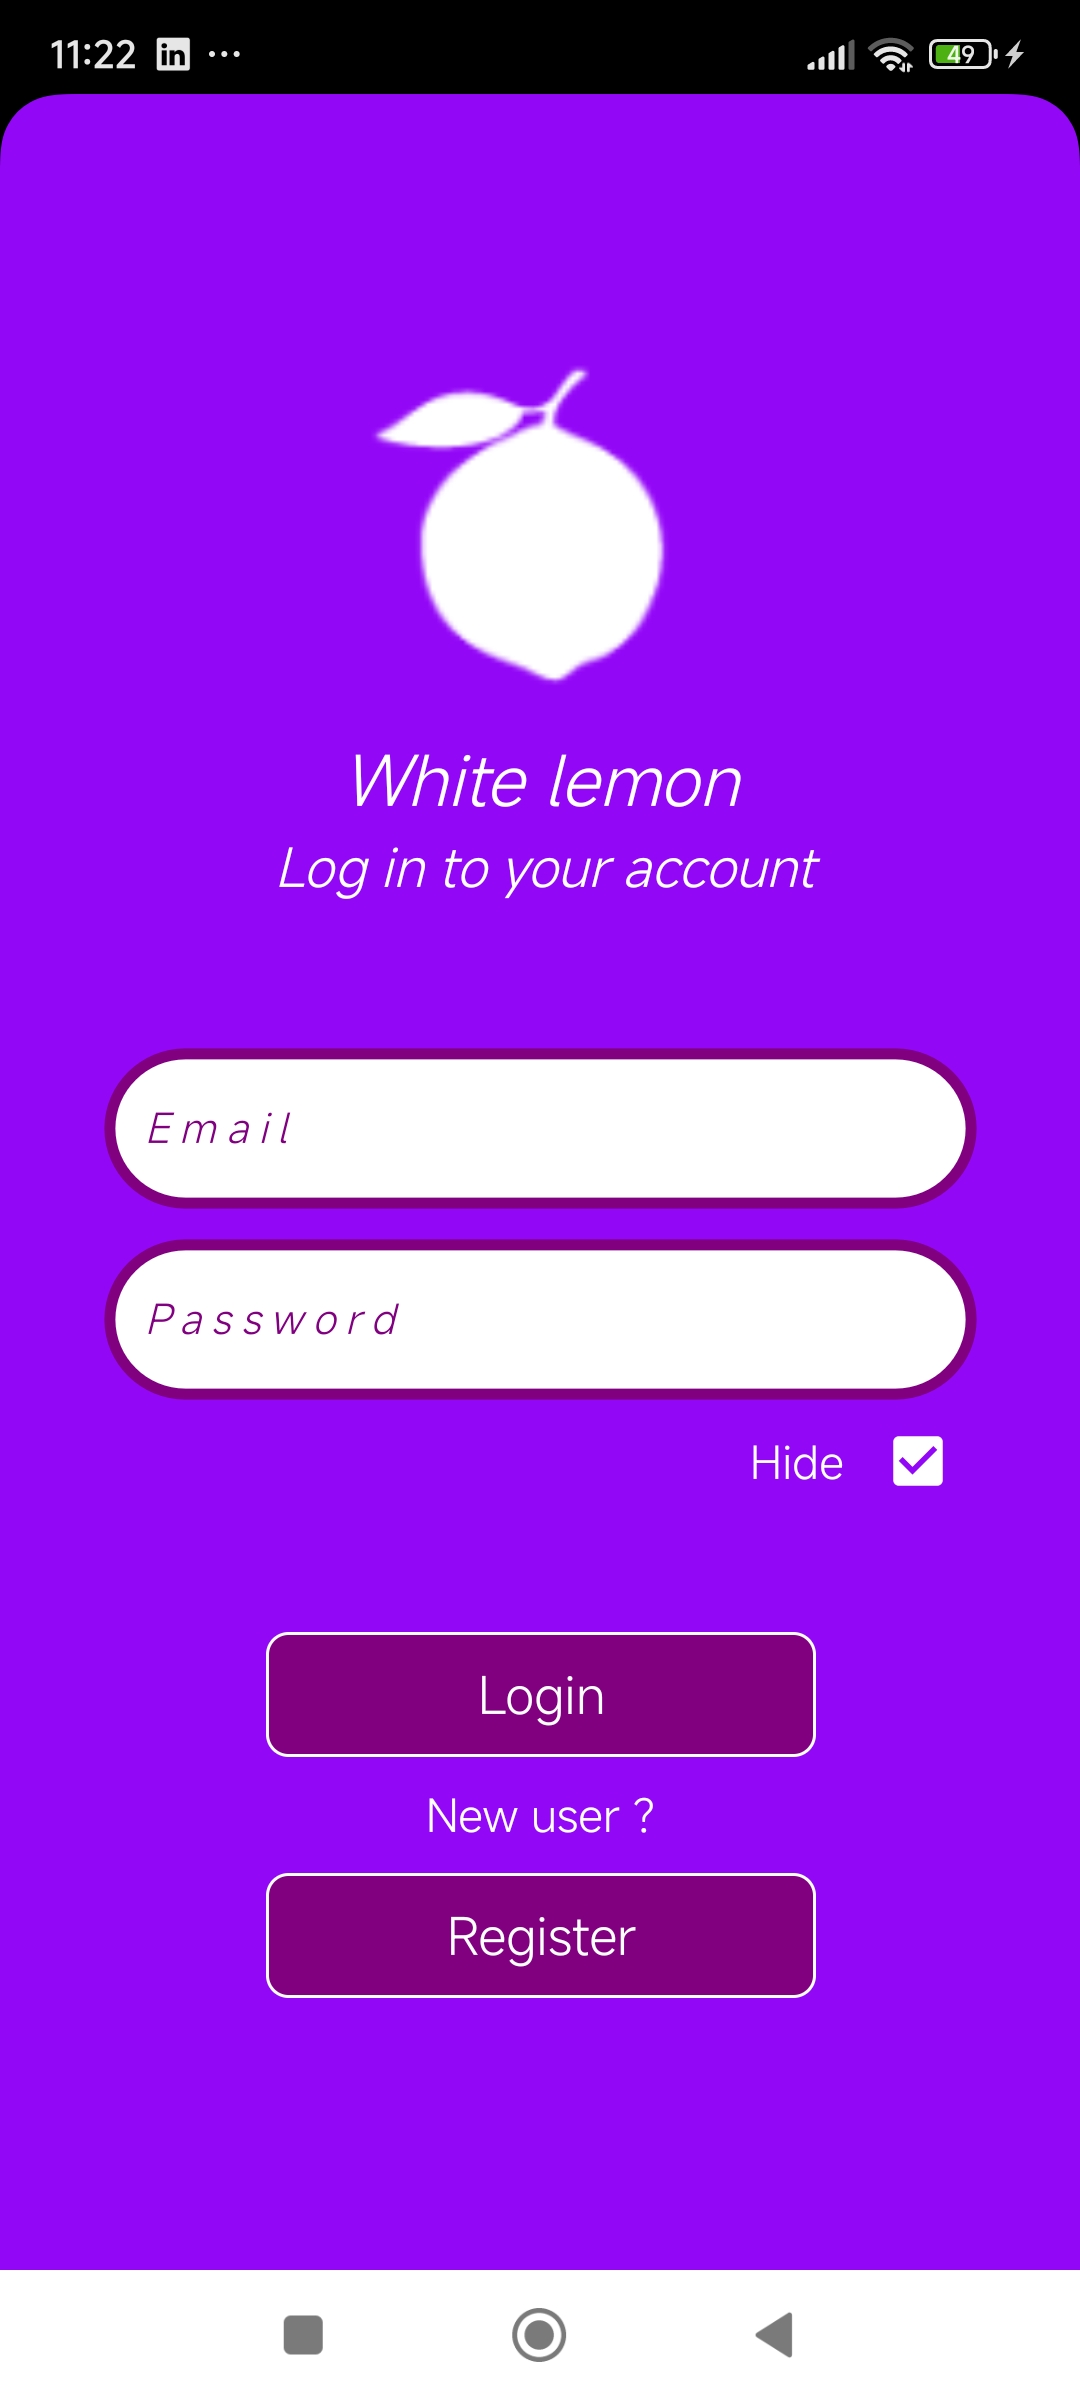 11:22 in ... 49
White lemon
Log in to your account
Email
Password
Hide
Login
New user ?
Register